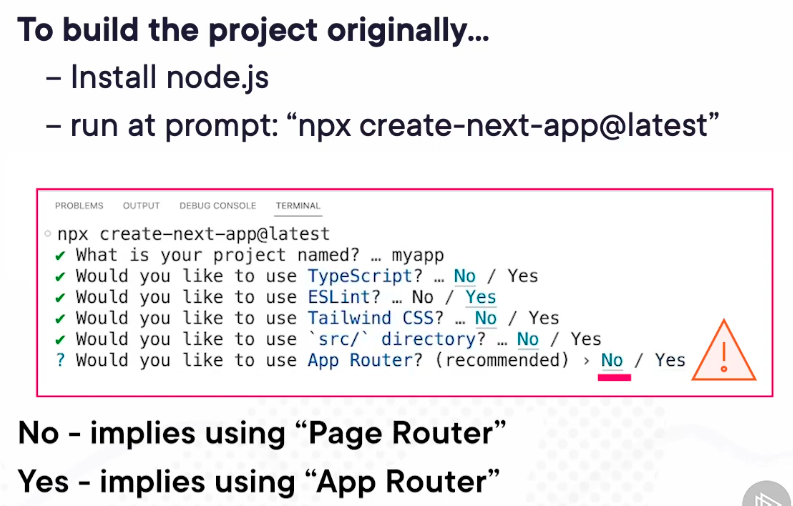 To build the project originally...
– Install node.js
– run at prompt: “npx create-next-app@latest”
PROBLEMS OUTPUT DEBUG CONSOLE TERMINAL
npx create-next-app@latest
✔ What is your project named? … myapp
✔ Would you like to use TypeScript? … No / Yes
✔ Would you like to use ESLint? … No / Yes
✔ Would you like to use Tailwind CSS? … No / Yes
✔ Would you like to use `src/` directory? … No / Yes
? Would you like to use App Router? (recommended) › No / Yes
No - implies using “Page Router”
Yes - implies using “App Router”